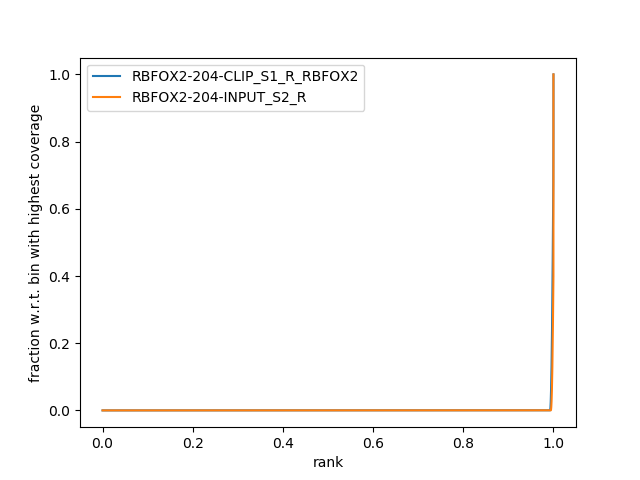 RBFOX2-204-CLIP_S1_R_RBFOX2
RBFOX2-204-INPUT_S2_R
fraction w.r.t. bin with highest coverage
1.0
0.8
0.6
0.4
0.2
0.0
0.0 0.2 0.4 0.6 0.8 1.0
rank